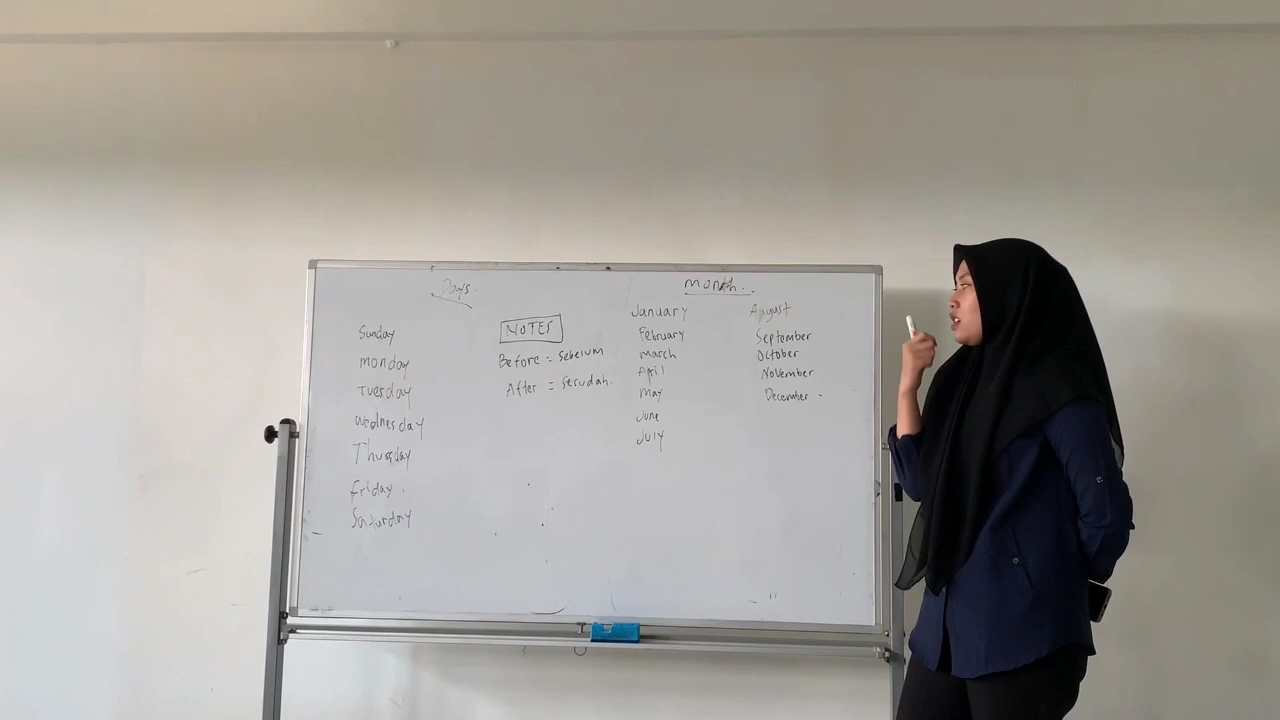 Days.
Sunday
monday
Tuesday
Wednesday
Thursday
Friday
Saturday
NOTES
Before = sebelum
After = serudah.
month.
January
February
March
April
May
June
July
August
September
October
November
December.